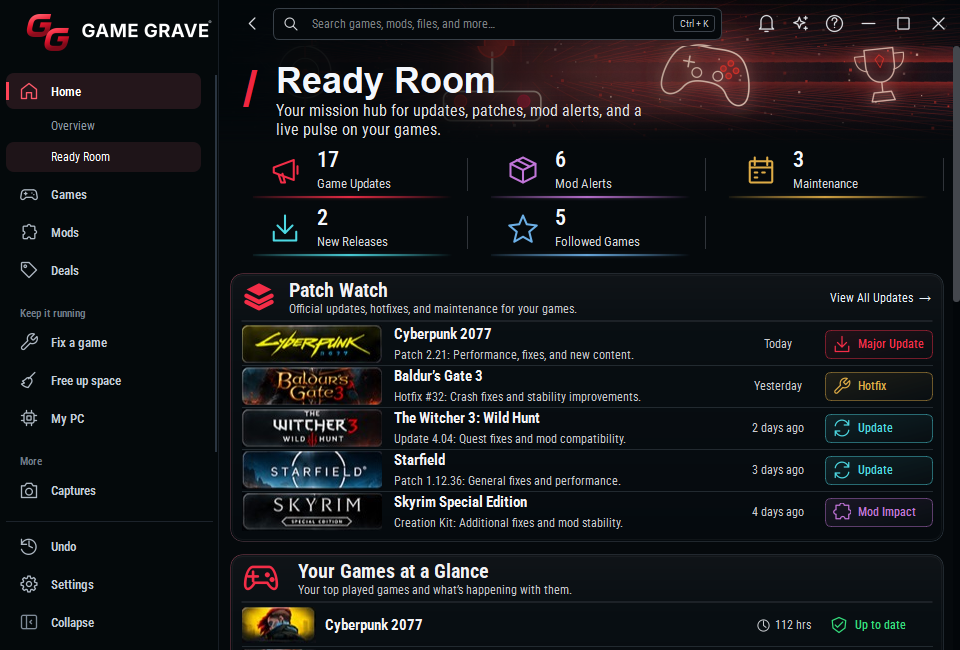 GG GAME GRAVE
Search games, mods, files, and more...
Ctrl + K
Home
Overview
Ready Room
Games
Mods
Deals
Keep it running
Fix a game
Free up space
My PC
More
Captures
Undo
Settings
Collapse
Ready Room
Your mission hub for updates, patches, mod alerts, and a
live pulse on your games.
17
Game Updates
6
Mod Alerts
3
Maintenance
2
New Releases
5
Followed Games
Patch Watch
Official updates, hotfixes, and maintenance for your games.
View All Updates →
CYBERPUNK
2077
Cyberpunk 2077
Patch 2.21: Performance, fixes, and new content.
Today
Major Update
BALDUR'S
GATE 3
Baldur's Gate 3
Hotfix #32: Crash fixes and stability improvements.
Yesterday
Hotfix
THE
WITCHER 3
WILD HUNT
The Witcher 3: Wild Hunt
Update 4.04: Quest fixes and mod compatibility.
2 days ago
Update
STARFIELD
Starfield
Patch 1.12.36: General fixes and performance.
3 days ago
Update
SKYRIM
SPECIAL EDITION
Skyrim Special Edition
Creation Kit: Additional fixes and mod stability.
4 days ago
Mod Impact
Your Games at a Glance
Your top played games and what's happening with them.
Cyberpunk 2077
112 hrs
Up to date